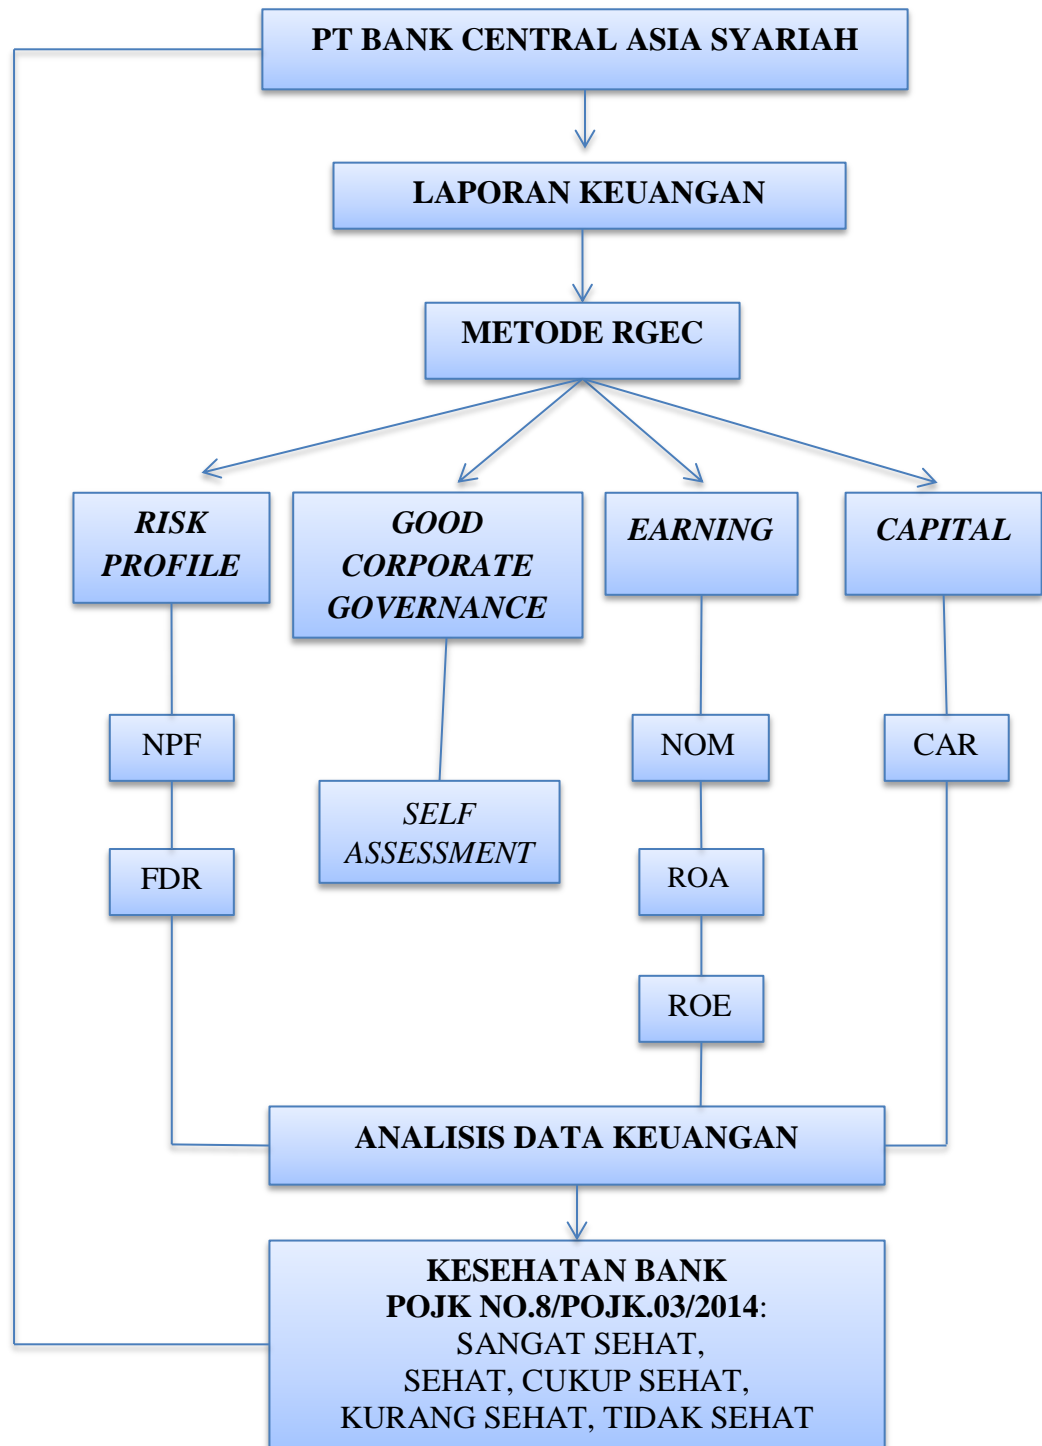 PT BANK CENTRAL ASIA SYARIAH
LAPORAN KEUANGAN
METODE RGEC
RISK
PROFILE
GOOD
CORPORATE
GOVERNANCE
EARNING
CAPITAL
NPF
FDR
SELF
ASSESSMENT
NOM
ROA
ROE
CAR
ANALISIS DATA KEUANGAN
KESEHATAN BANK
POJK NO.8/POJK.03/2014:
SANGAT SEHAT,
SEHAT, CUKUP SEHAT,
KURANG SEHAT, TIDAK SEHAT